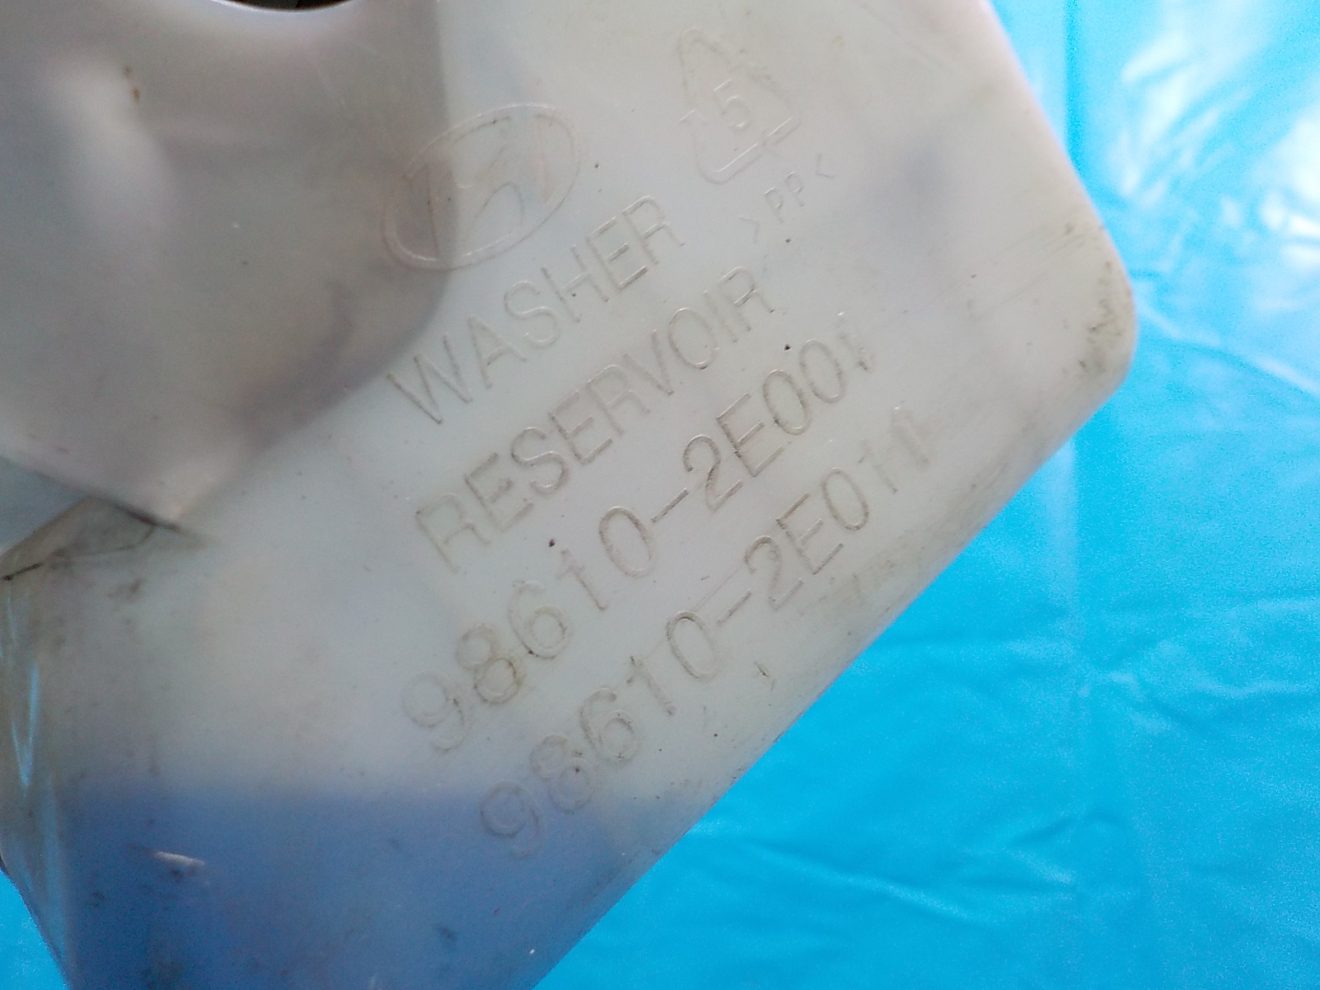 5
>PP<
WASHER
RESERVOIR
98610-2E001
98610-2E011